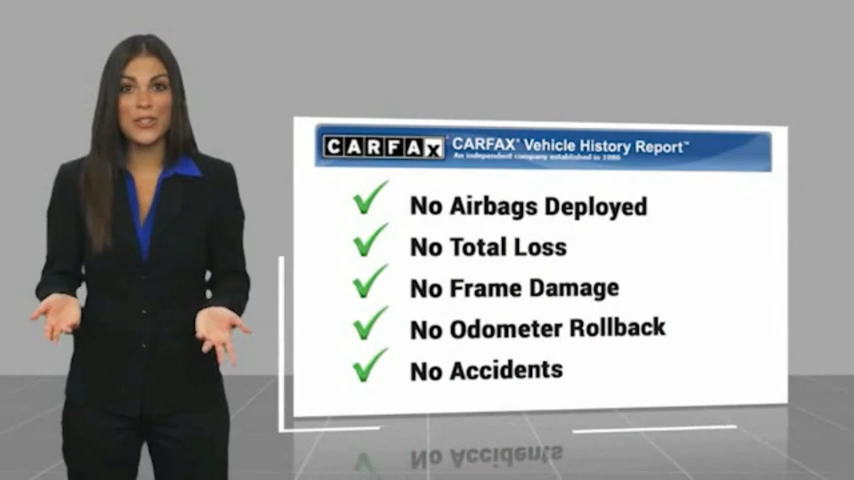 CARFAX CARFAX® Vehicle History Report™
An independent company established in 1986
No Airbags Deployed
No Total Loss
No Frame Damage
No Odometer Rollback
No Accidents
No Accidents